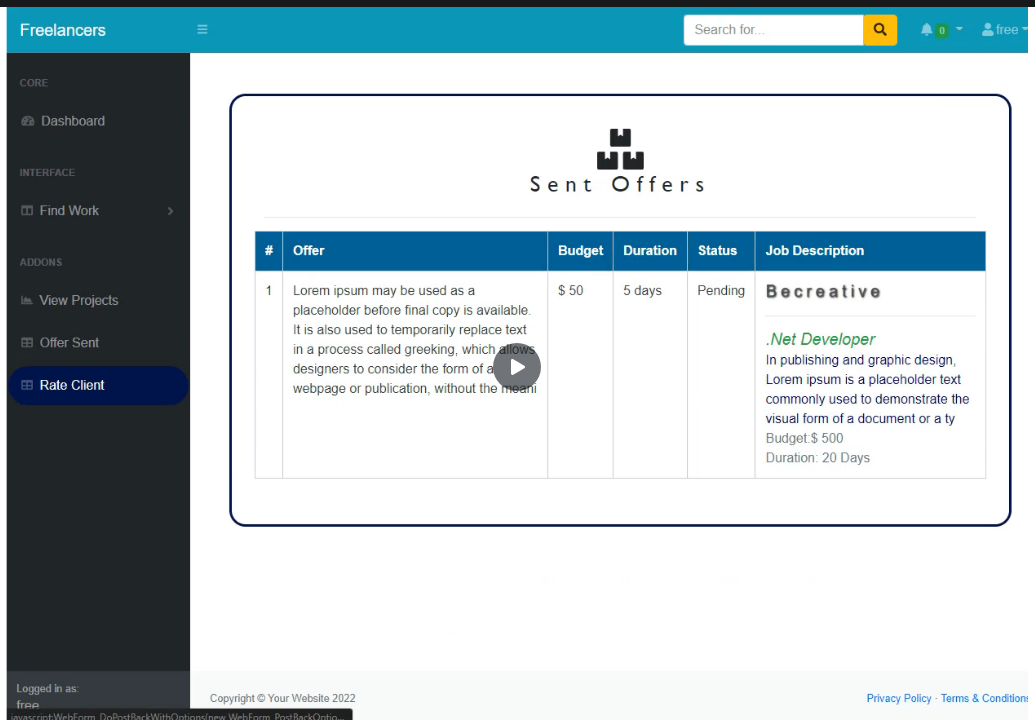 Freelancers
Search for...
0
free
CORE
Dashboard
INTERFACE
Find Work
ADDONS
View Projects
Offer Sent
Rate Client
Sent Offers
# Offer Budget Duration Status Job Description
1
Lorem ipsum may be used as a
placeholder before final copy is available.
It is also used to temporarily replace text
in a process called greeking, which allows
designers to consider the form of a
webpage or publication, without the meani
$ 50
5 days
Pending
Becreative
.Net Developer
In publishing and graphic design,
Lorem ipsum is a placeholder text
commonly used to demonstrate the
visual form of a document or a ty
Budget:$ 500
Duration: 20 Days
Logged in as:
free
Copyright © Your Website 2022
Privacy Policy · Terms & Conditions
javascript:WebForm_DoPostBackWithOptions(new WebForm_PostBackOptio...